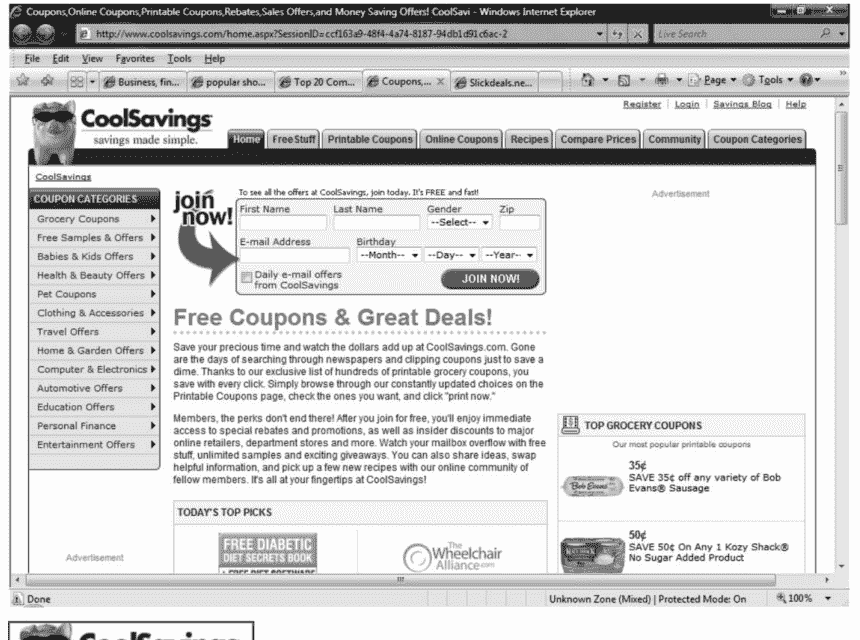 Coupons,Online Coupons,Printable Coupons,Rebates,Sales Offers,and Money Saving Offers! CoolSavi - Windows Internet Explorer
http://www.coolsavings.com/home.aspx?SessionID=ccf163a9-48f4-4a74-8187-94db1d91c6ac-2
Live Search
File Edit View Favorites Tools Help
Business, fin... popular sho... Top 20 Com... Coupons,... Slickdeals.ne... Page Tools
Register | Login | Savings Blog | Help
CoolSavings
savings made simple.
Home Free Stuff Printable Coupons Online Coupons Recipes Compare Prices Community Coupon Categories
CoolSavings
COUPON CATEGORIES
Grocery Coupons
Free Samples & Offers
Babies & Kids Offers
Health & Beauty Offers
Pet Coupons
Clothing & Accessories
Travel Offers
Home & Garden Offers
Computer & Electronics
Automotive Offers
Education Offers
Personal Finance
Entertainment Offers
Advertisement
join
now!
To see all the offers at CoolSavings, join today. It's FREE and fast!
First Name Last Name Gender Zip
--Select--
E-mail Address Birthday
--Month-- --Day-- --Year--
Daily e-mail offers
from CoolSavings
JOIN NOW!
Free Coupons & Great Deals!
Save your precious time and watch the dollars add up at CoolSavings.com. Gone
are the days of searching through newspapers and clipping coupons just to save a
dime. Thanks to our exclusive list of hundreds of printable grocery coupons, you
save with every click. Simply browse through our constantly updated choices on the
Printable Coupons page, check the ones you want, and click "print now."
Members, the perks don't end there! After you join for free, you'll enjoy immediate
access to special rebates and promotions, as well as insider discounts to major
online retailers, department stores and more. Watch your mailbox overflow with free
stuff, unlimited samples and exciting giveaways. You can also share ideas, swap
helpful information, and pick up a few new recipes with our online community of
fellow members. It's all at your fingertips at CoolSavings!
TODAY'S TOP PICKS
FREE DIABETIC
DIET SECRETS BOOK
+ FREE DIET SOFTWARE
The
Wheelchair
Alliance.com
Advertisement
TOP GROCERY COUPONS
Our most popular printable coupons
Bob Evans
35¢
SAVE 35¢ off any variety of Bob
Evans® Sausage
50¢
SAVE 50¢ On Any 1 Kozy Shack®
No Sugar Added Product
Done
Unknown Zone (Mixed) | Protected Mode: On 100%
CoolSavings